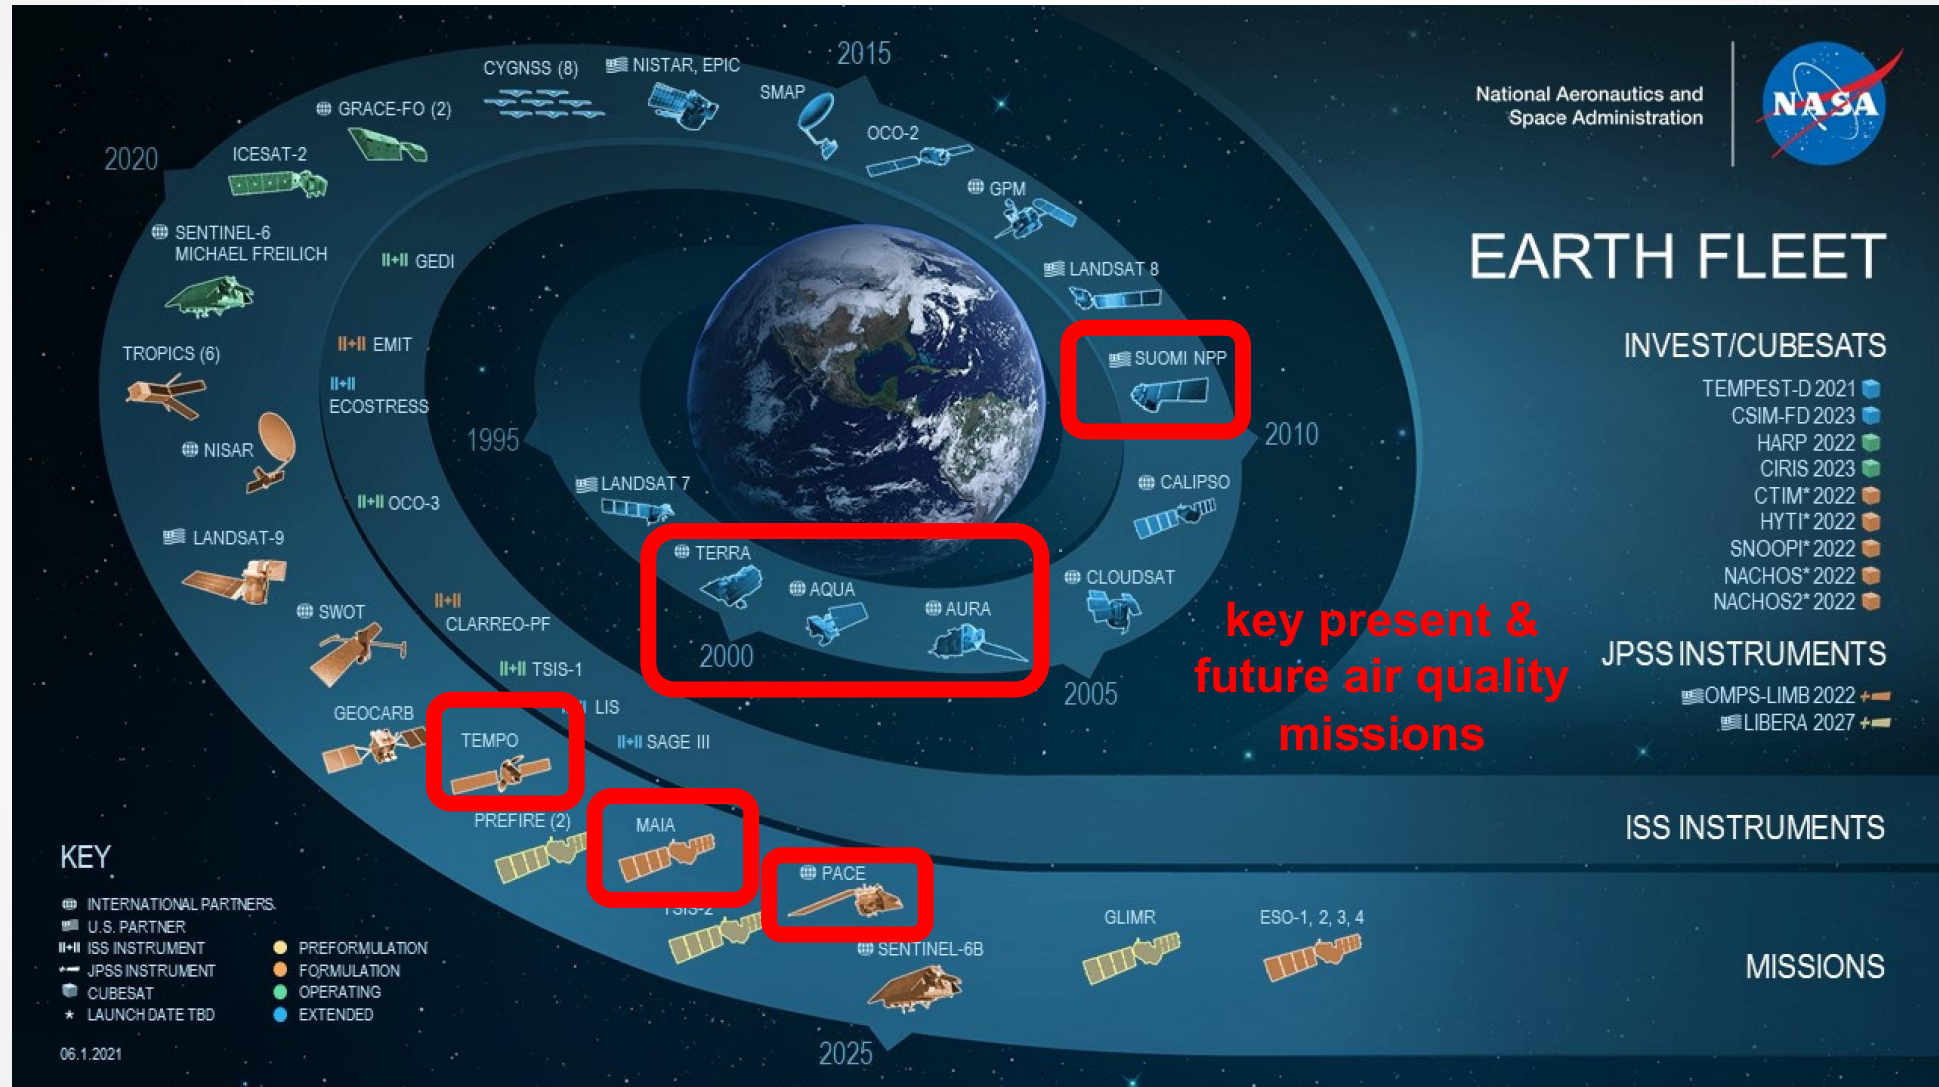 2015
CYGNSS (8)
NISTAR, EPIC
SMAP
GRACE-FO (2)
OCO-2
2020
ICESAT-2
GPM
SENTINEL-6
MICHAEL FREILICH
GEDI
LANDSAT 8
TROPICS (6)
EMIT
SUOMI NPP
ECOSTRESS
1995
2010
NISAR
LANDSAT 7
CALIPSO
OCO-3
LANDSAT-9
TERRA
AQUA
AURA
CLOUDSAT
SWOT
CLARREO-PF
2000
TSIS-1
2005
GEOCARB
LIS
TEMPO
SAGE III
PREFIRE (2)
MAIA
PACE
TSIS-2
SENTINEL-6B
GLIMR
ESO-1, 2, 3, 4
2025
key present &
future air quality
missions
National Aeronautics and
Space Administration
NASA
EARTH FLEET
INVEST/CUBESATS
TEMPEST-D 2021
CSIM-FD 2023
HARP 2022
CIRIS 2023
CTIM* 2022
HYTI* 2022
SNOOPI* 2022
NACHOS* 2022
NACHOS2* 2022
JPSS INSTRUMENTS
OMPS-LIMB 2022
LIBERA 2027
ISS INSTRUMENTS
MISSIONS
KEY
INTERNATIONAL PARTNERS
U.S. PARTNER
ISS INSTRUMENT
JPSS INSTRUMENT
CUBESAT
* LAUNCH DATE TBD
PREFORMULATION
FORMULATION
OPERATING
EXTENDED
06.1.2021